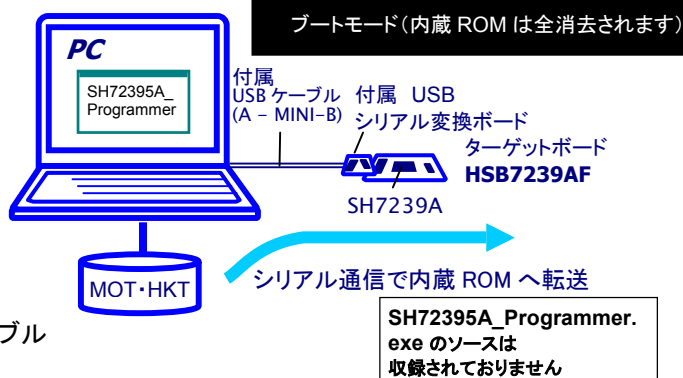 ブートモード（内蔵 ROM は全消去されます）
PC
SH72395A_
Programmer
付属
USB ケーブル
(A – MINI-B)
付属 USB
シリアル変換ボード
ターゲットボード
HSB7239AF
SH7239A
MOT・HKT
シリアル通信で内蔵 ROM へ転送
ブル
SH72395A_Programmer.
exe のソースは
収録されておりません